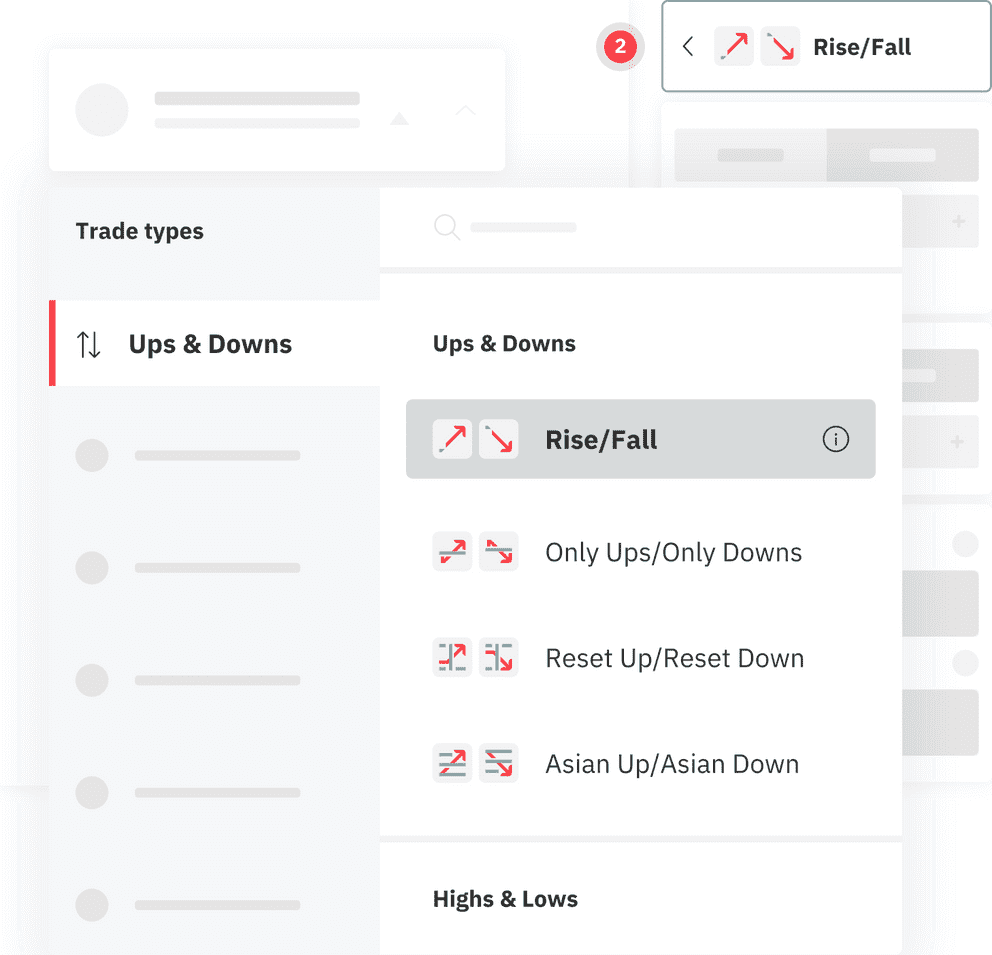 2
Rise/Fall
Trade types
Ups & Downs
Ups & Downs
Rise/Fall
Only Ups/Only Downs
Reset Up/Reset Down
Asian Up/Asian Down
Highs & Lows